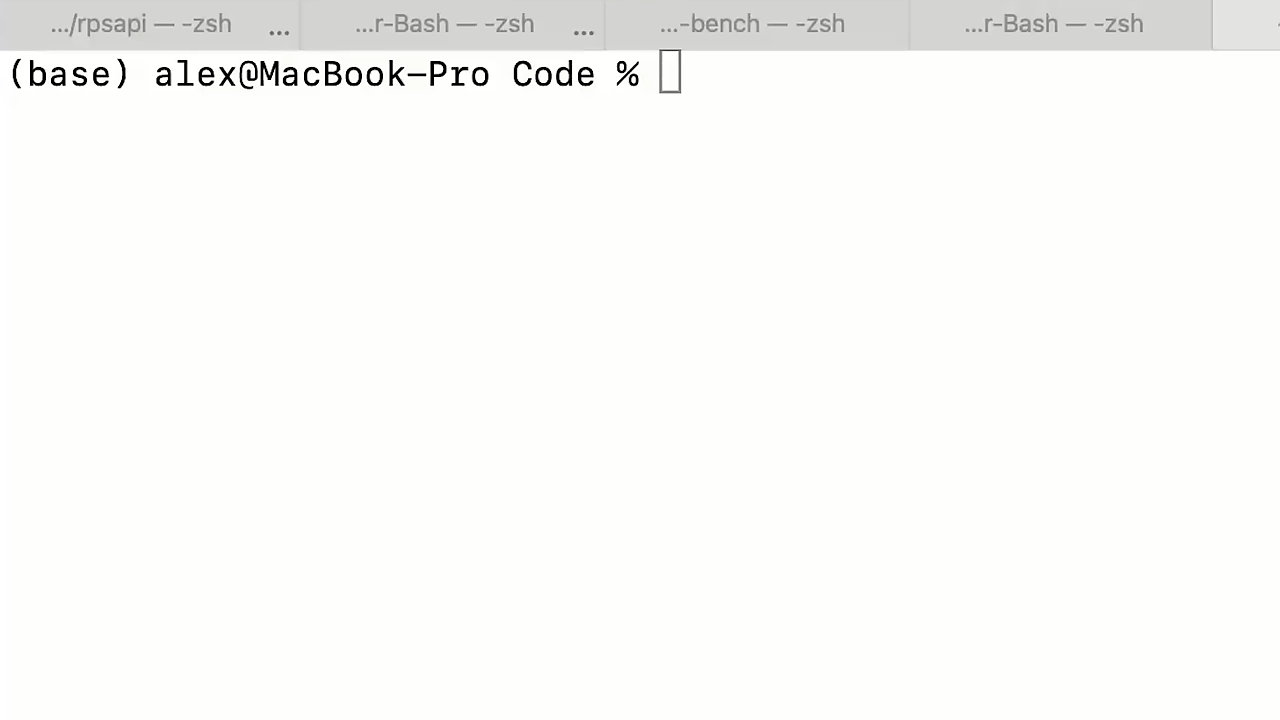 .../rpsapi — -zsh ... ...r-Bash — -zsh ... ...-bench — -zsh ...r-Bash — -zsh
(base) alex@MacBook-Pro Code %